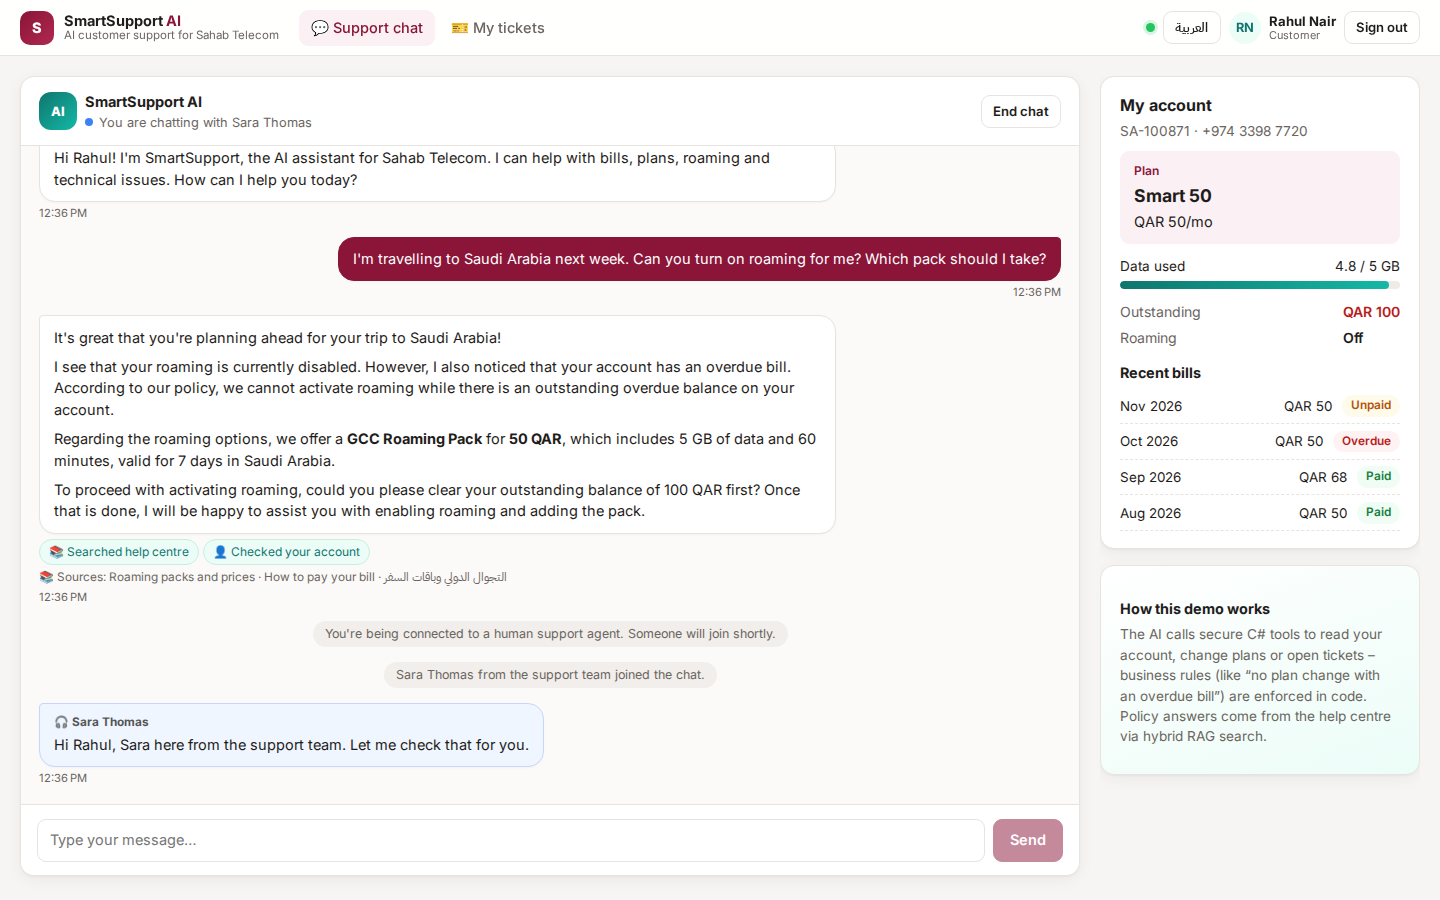 S
SmartSupport AI
AI customer support for Sahab Telecom
💬 Support chat
🎫 My tickets
العربية
RN
Rahul Nair
Customer
Sign out
AI
SmartSupport AI
You are chatting with Sara Thomas
End chat
Hi Rahul! I'm SmartSupport, the AI assistant for Sahab Telecom. I can help with bills, plans, roaming and
technical issues. How can I help you today?
12:36 PM
I'm travelling to Saudi Arabia next week. Can you turn on roaming for me? Which pack should I take?
12:36 PM
It's great that you're planning ahead for your trip to Saudi Arabia!
I see that your roaming is currently disabled. However, I also noticed that your account has an overdue bill.
According to our policy, we cannot activate roaming while there is an outstanding overdue balance on your
account.
Regarding the roaming options, we offer a GCC Roaming Pack for 50 QAR, which includes 5 GB of data and 60
minutes, valid for 7 days in Saudi Arabia.
To proceed with activating roaming, could you please clear your outstanding balance of 100 QAR first? Once
that is done, I will be happy to assist you with enabling roaming and adding the pack.
📚 Searched help centre
👤 Checked your account
📚 Sources: Roaming packs and prices · How to pay your bill · التجوال الدولي وباقات السفر
12:36 PM
You're being connected to a human support agent. Someone will join shortly.
Sara Thomas from the support team joined the chat.
🎧 Sara Thomas
Hi Rahul, Sara here from the support team. Let me check that for you.
12:36 PM
Type your message...
Send
My account
SA-100871 · +974 3398 7720
Plan
Smart 50
QAR 50/mo
Data used 4.8 / 5 GB
Outstanding QAR 100
Roaming Off
Recent bills
Nov 2026 QAR 50 Unpaid
Oct 2026 QAR 50 Overdue
Sep 2026 QAR 68 Paid
Aug 2026 QAR 50 Paid
How this demo works
The AI calls secure C# tools to read your
account, change plans or open tickets –
business rules (like “no plan change with
an overdue bill”) are enforced in code.
Policy answers come from the help centre
via hybrid RAG search.